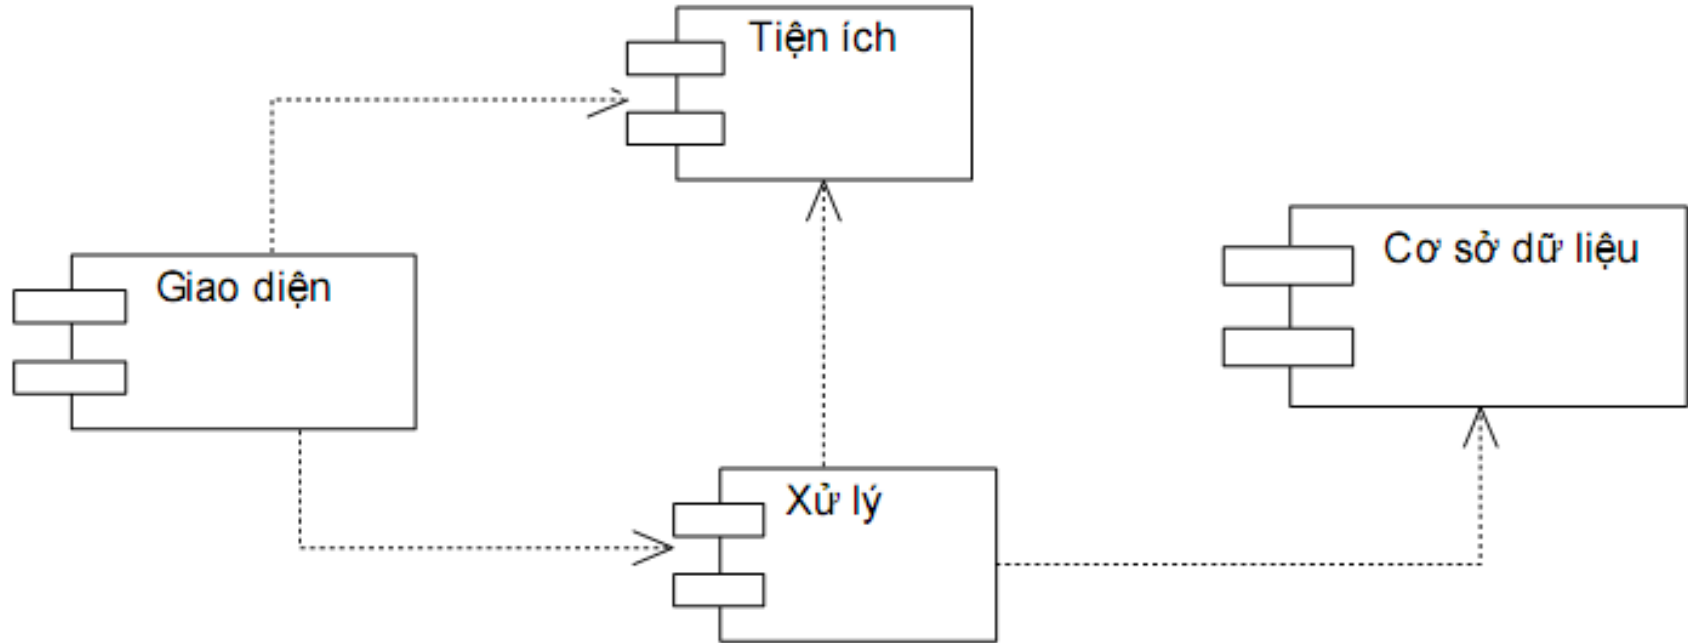 Tiện ích
Giao diện
Cơ sở dữ liệu
Xử lý